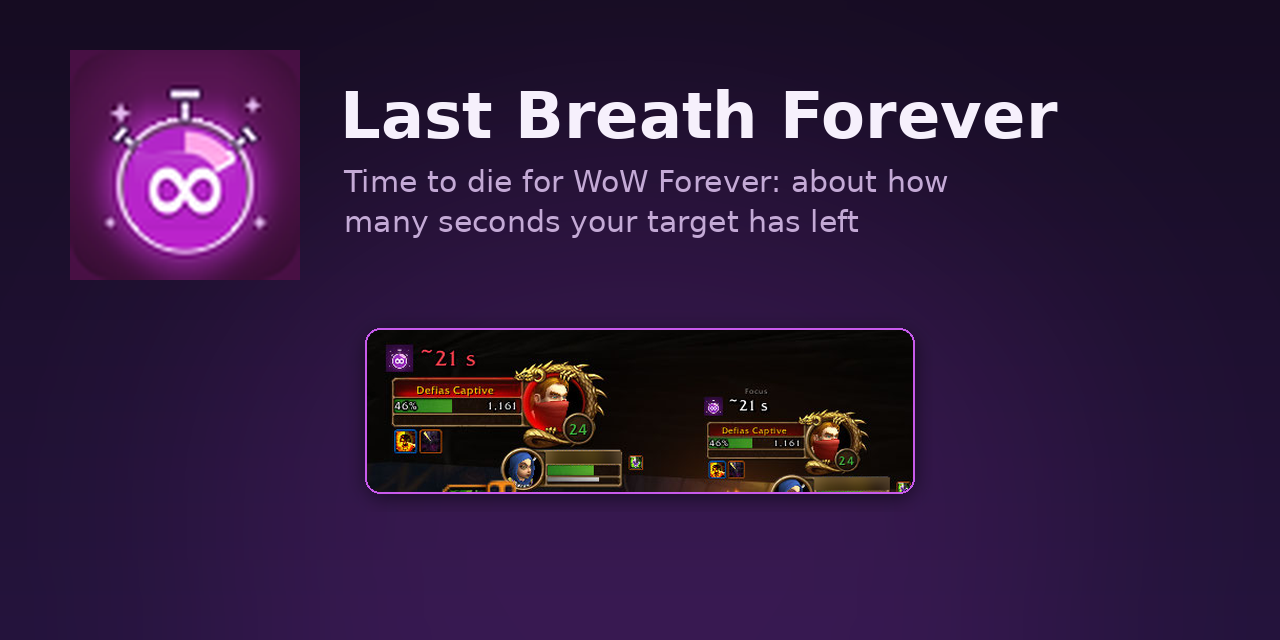 Last Breath Forever
Time to die for WoW Forever: about how
many seconds your target has left
~21 s
Defias Captive
46% 1.161
24
Focus
~21 s
Defias Captive
46% 1.161
24